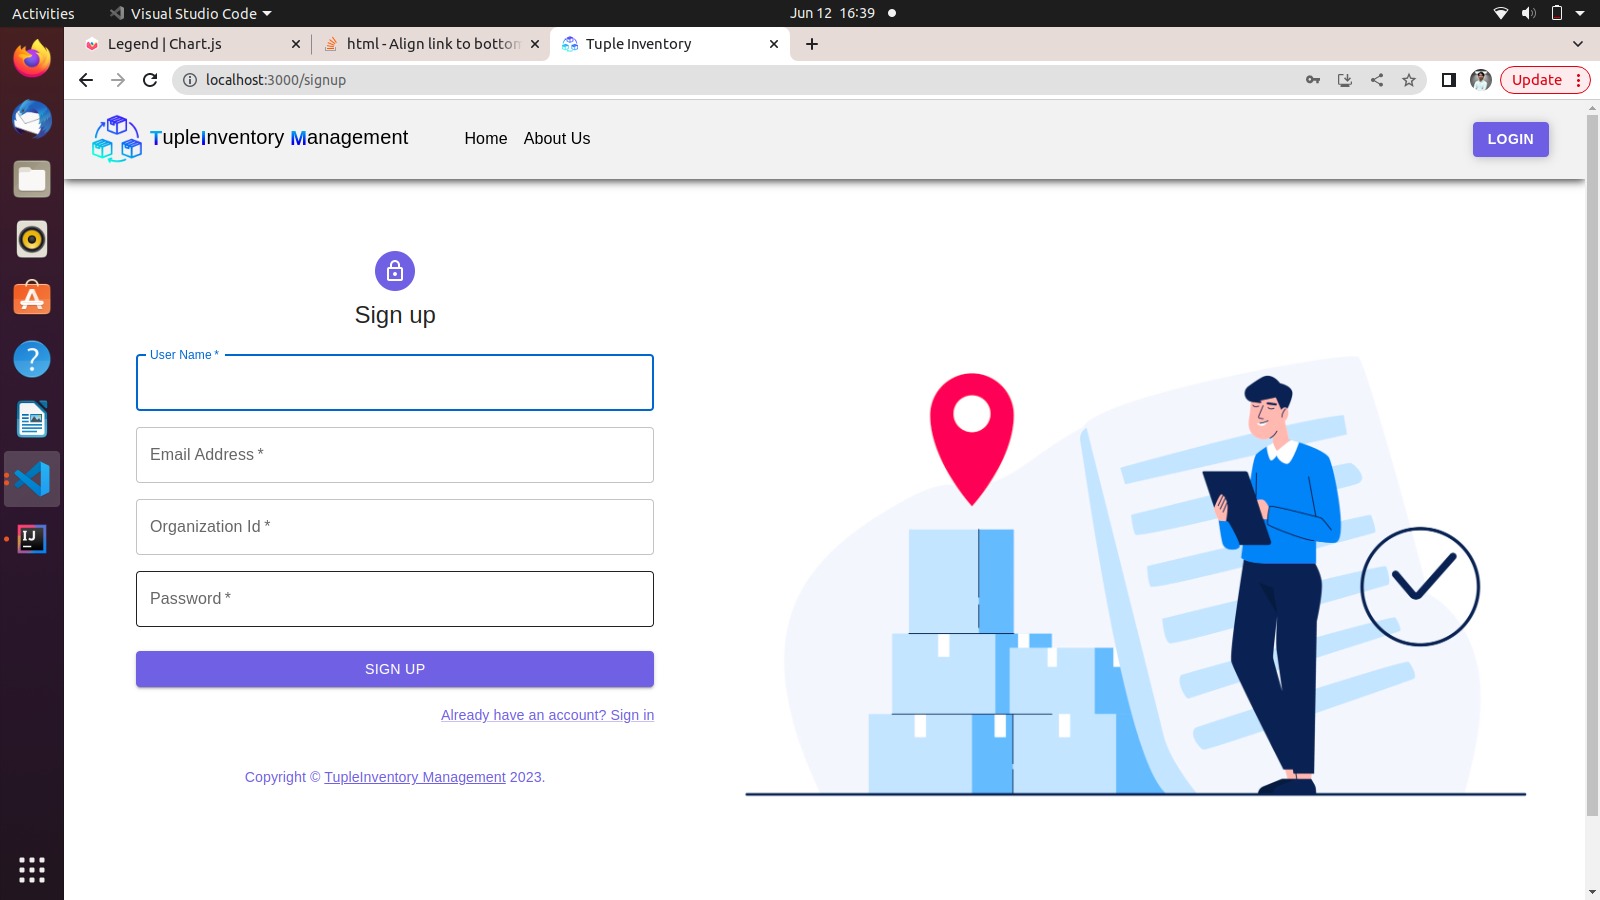 Activities Visual Studio Code Jun 12 16:39
Legend | Chart.js html - Align link to bottom Tuple Inventory
localhost:3000/signup Update
TupleInventory Management Home About Us LOGIN
Sign up
User Name *
Email Address *
Organization Id *
Password *
SIGN UP
Already have an account? Sign in
Copyright © TupleInventory Management 2023.
IJ